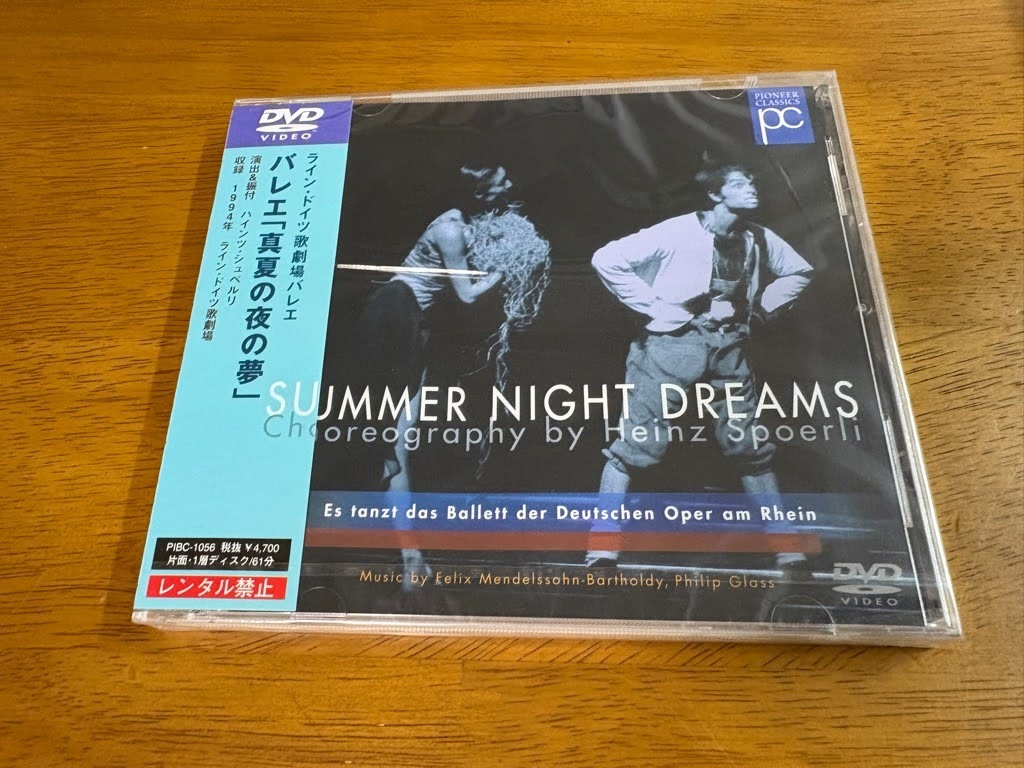 DVD
VIDEO
ライン・ドイツ歌劇場バレエ
バレエ「真夏の夜の夢」
演出&振付 ハインツ・シュペルリ
収録 1994年 ライン・ドイツ歌劇場
PIBC-1056 税抜 ¥4,700
片面・1層ディスク/61分
レンタル禁止
PIONEER
CLASSICS
pc
SUMMER NIGHT DREAMS
Choreography by Heinz Spoerli
Es tanzt das Ballett der Deutschen Oper am Rhein
Music by Felix Mendelssohn-Bartholdy, Philip Glass
DVD
VIDEO